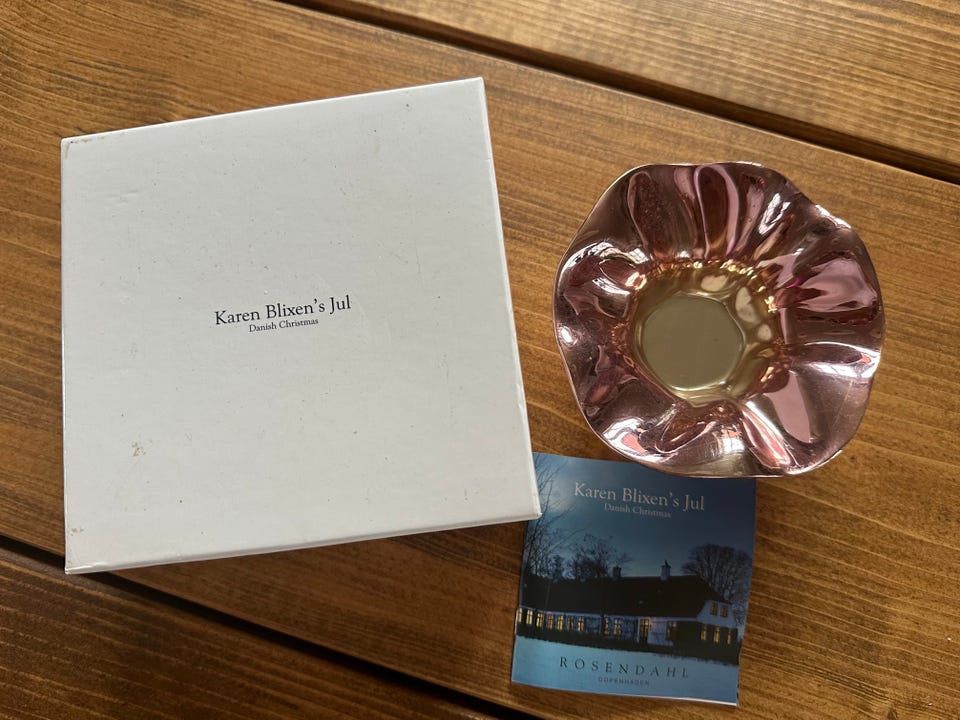 Karen Blixen's Jul
Danish Christmas
Karen Blixen's Jul
Danish Christmas
ROSENDAHL
COPENHAGEN